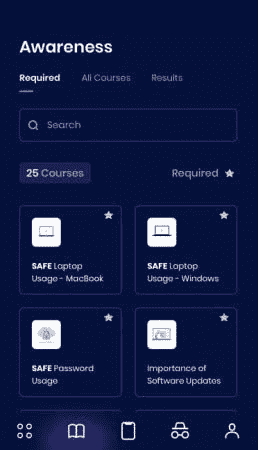 Awareness
Required All Courses Results
Search
25 Courses Required
SAFE Laptop
Usage - MacBook
SAFE Laptop
Usage - Windows
SAFE Password
Usage
Importance of
Software Updates